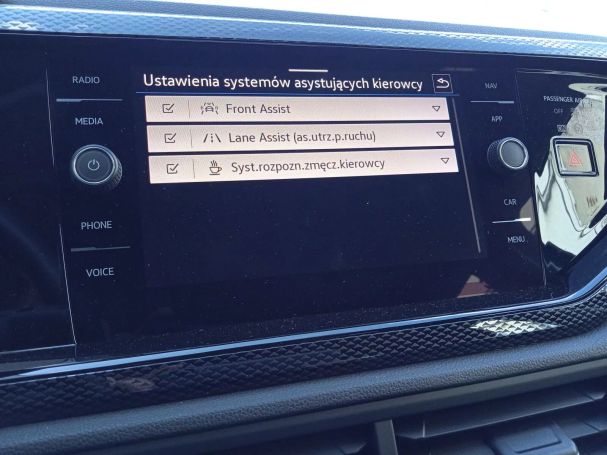 RADIO
MEDIA
PHONE
VOICE
Ustawienia systemów asystujących kierowcy
Front Assist
Lane Assist (as.utrz.p.ruchu)
Syst.rozpozn.zmęcz.kierowcy
NAV
APP
CAR
MENU
PASSENGER